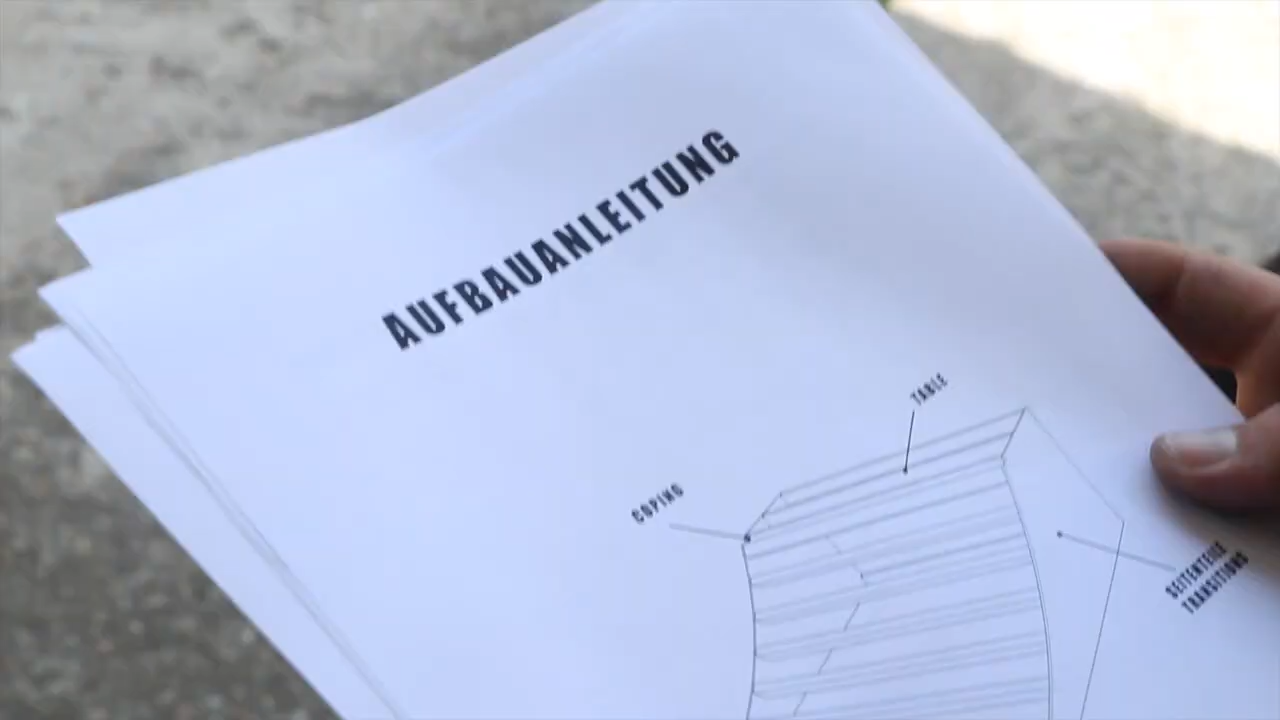 AUFBAUANLEITUNG
TABLE
COPING
SEITENTEILE
TRANSITIONS